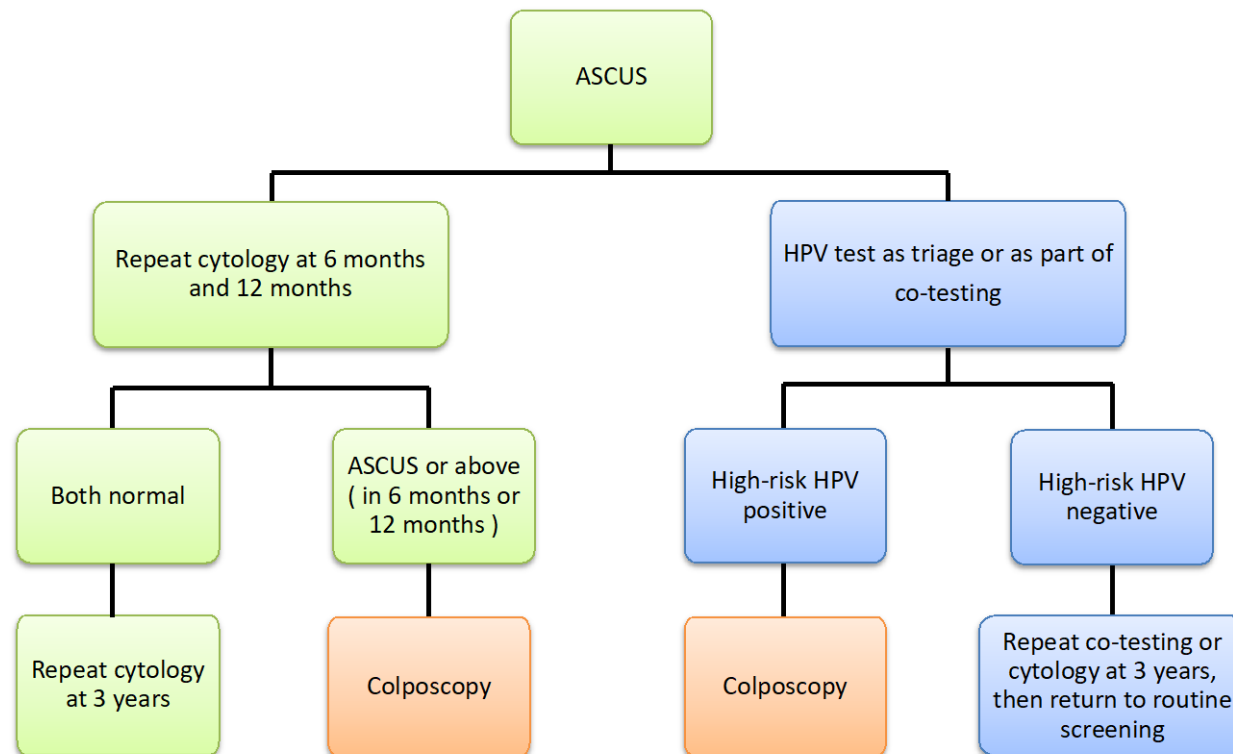 ASCUS
Repeat cytology at 6 months
and 12 months
HPV test as triage or as part of
co-testing
Both normal
ASCUS or above
( in 6 months or
12 months )
High-risk HPV
positive
High-risk HPV
negative
Repeat cytology
at 3 years
Colposcopy
Colposcopy
Repeat co-testing or
cytology at 3 years,
then return to routine
screening